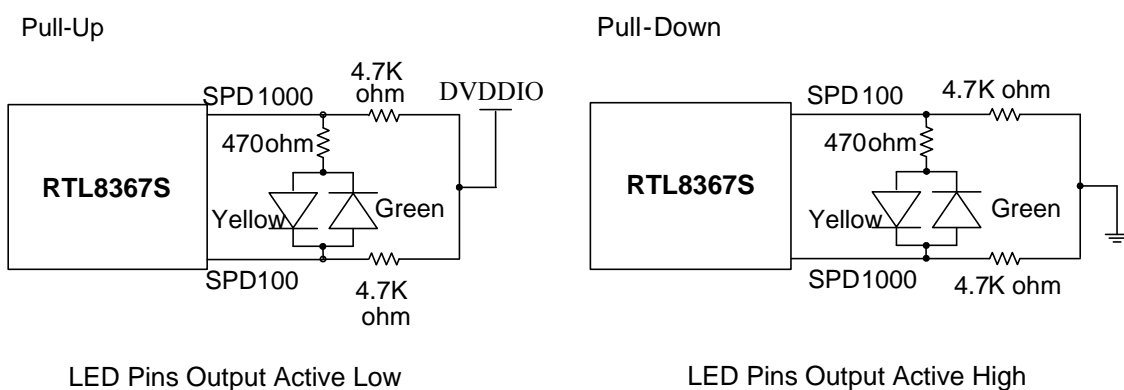 Pull-Up
4.7K
ohm
DVDDIO
SPD1000
470ohm
RTL8367S
Yellow
Green
SPD100
4.7K
ohm
LED Pins Output Active Low
Pull-Down
SPD100
4.7K ohm
470ohm
RTL8367S
Yellow
Green
SPD1000
4.7K ohm
LED Pins Output Active High